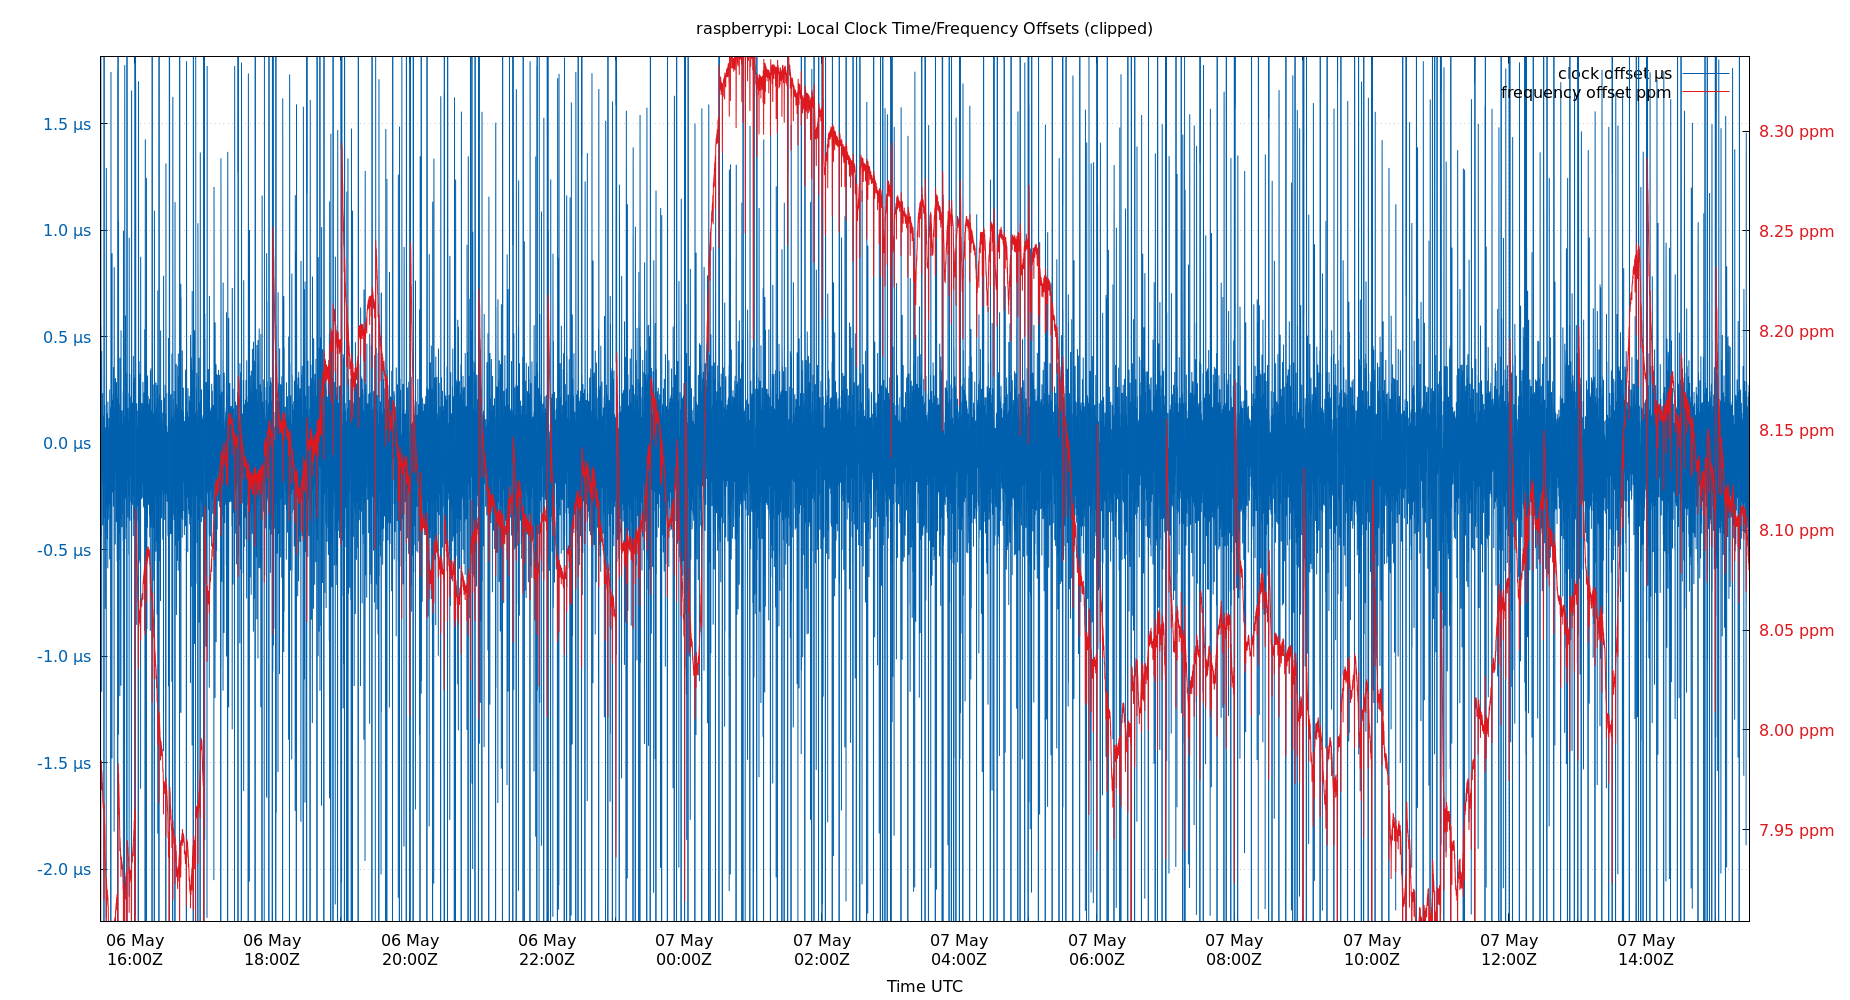 raspberrypi: Local Clock Time/Frequency Offsets (clipped)
clock offset µs
frequency offset ppm
1.5 µs
1.0 µs
0.5 µs
0.0 µs
-0.5 µs
-1.0 µs
-1.5 µs
-2.0 µs
8.30 ppm
8.25 ppm
8.20 ppm
8.15 ppm
8.10 ppm
8.05 ppm
8.00 ppm
7.95 ppm
06 May 06 May 06 May 06 May 07 May 07 May 07 May 07 May 07 May 07 May 07 May 07 May
16:00Z 18:00Z 20:00Z 22:00Z 00:00Z 02:00Z 04:00Z 06:00Z 08:00Z 10:00Z 12:00Z 14:00Z
Time UTC